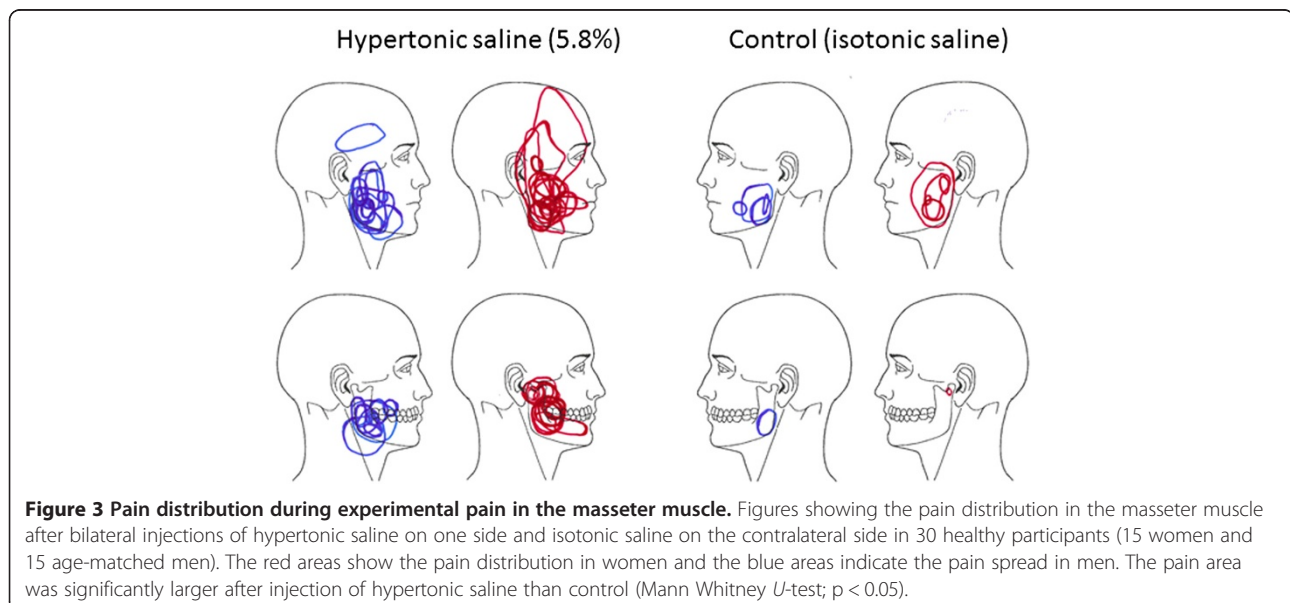 Hypertonic saline (5.8%)
Control (isotonic saline)
Figure 3 Pain distribution during experimental pain in the masseter muscle. Figures showing the pain distribution in the masseter muscle
after bilateral injections of hypertonic saline on one side and isotonic saline on the contralateral side in 30 healthy participants (15 women and
15 age-matched men). The red areas show the pain distribution in women and the blue areas indicate the pain spread in men. The pain area
was significantly larger after injection of hypertonic saline than control (Mann Whitney U-test; p < 0.05).